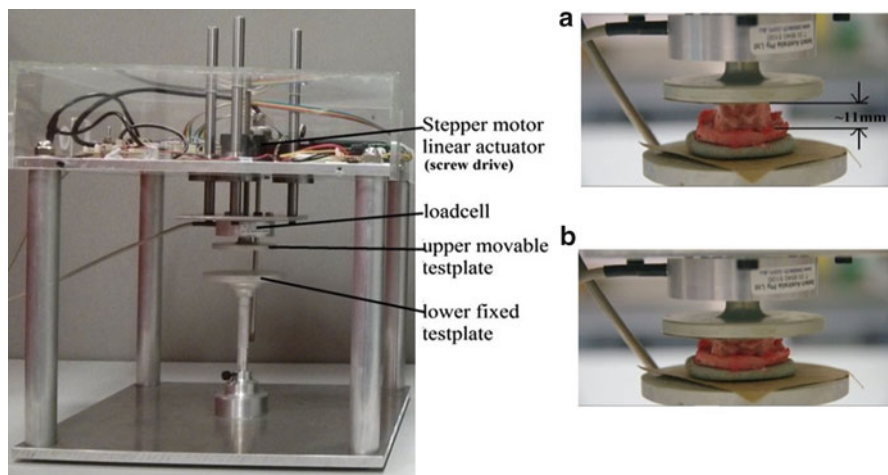 Stepper motor
linear actuator
(screw drive)
loadcell
upper movable
testplate
lower fixed
testplate
a
~11mm
b